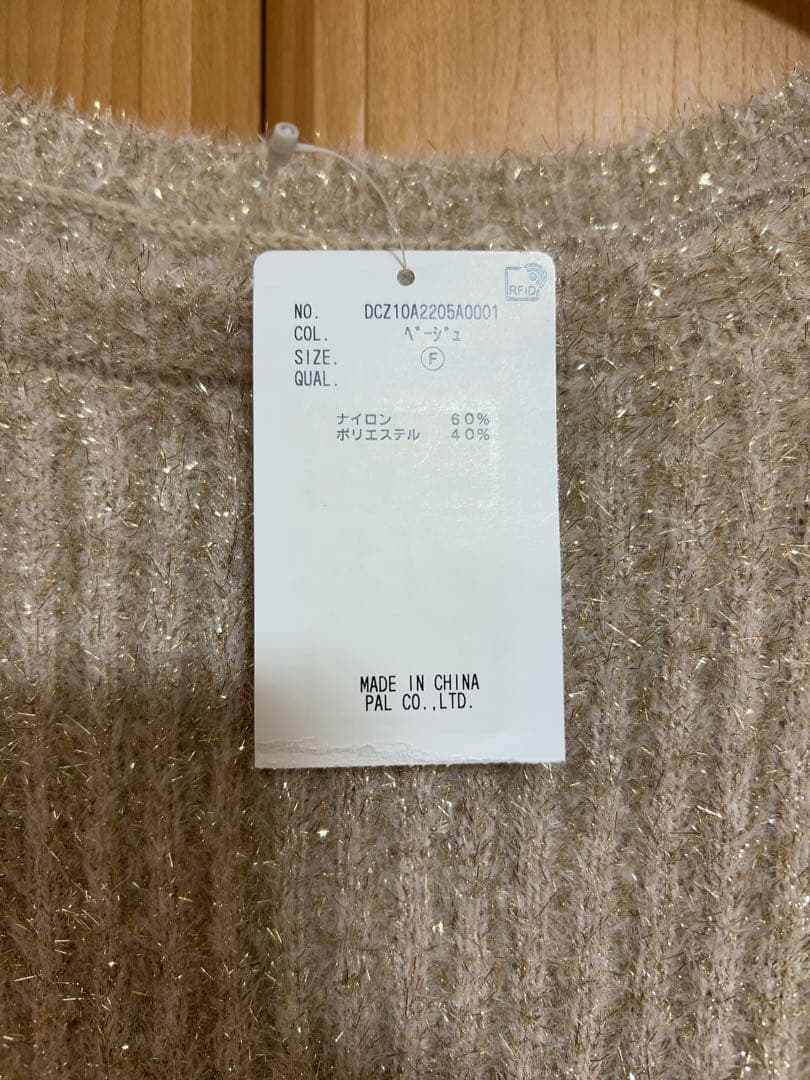 RFiD
NO. DCZ10A2205A0001
COL. ﾍﾞｰｼﾞｭ
SIZE. Ⓕ
QUAL.
ナイロン 60%
ポリエステル 40%
MADE IN CHINA
PAL CO.,LTD.